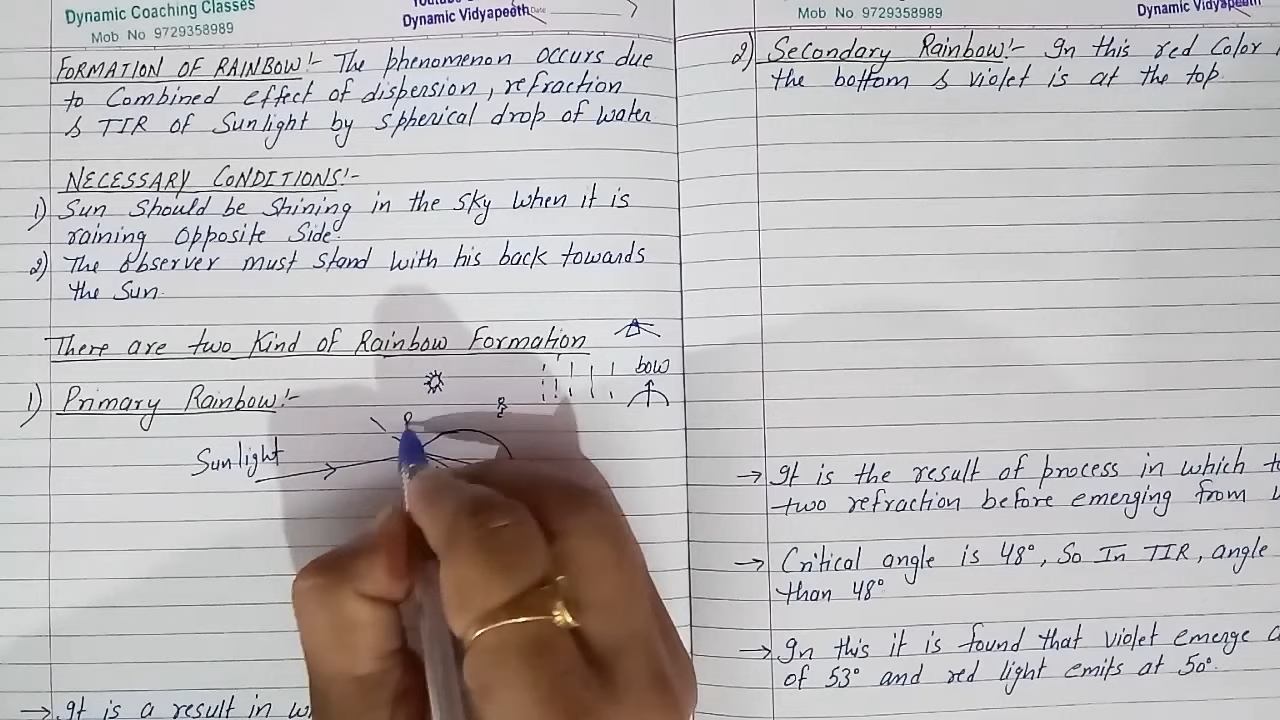 Dynamic Coaching Classes
Mob No 9729358989
Dynamic Vidyapeeth
Date
FORMATION OF RAINBOW:- The phenomenon occurs due
to Combined effect of dispension, refraction
& TIR of Sunlight by spherical drop of water
NECESSARY CONDITIONS:-
1) Sun should be shining in the sky when it is
raining opposite side.
2) The observer must stand with his back towards
the Sun.
There are two Kind of Rainbow Formation
bow
1) Primary Rainbow:-
Sunlight
→ It is a result in
Mob No 9729358989
Dynamic Vidyapeeth
2) Secondary Rainbow:- In this red color
the bottom & violet is at the top.
→ It is the result of process in which
two refraction before emerging from
→ Critical angle is 48°, So In TIR, angle
than 48°
→ In this it is found that violet emerge
of 53° and red light emits at 50°.